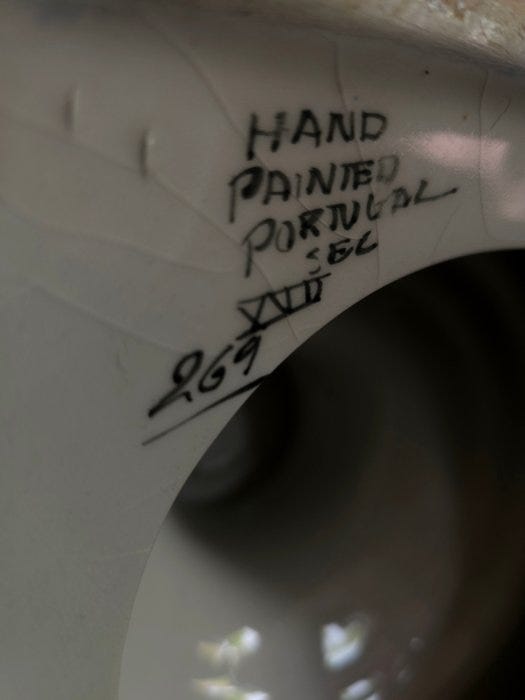 HAND
PAINTED
PORTUGAL
SEC
XVII
269